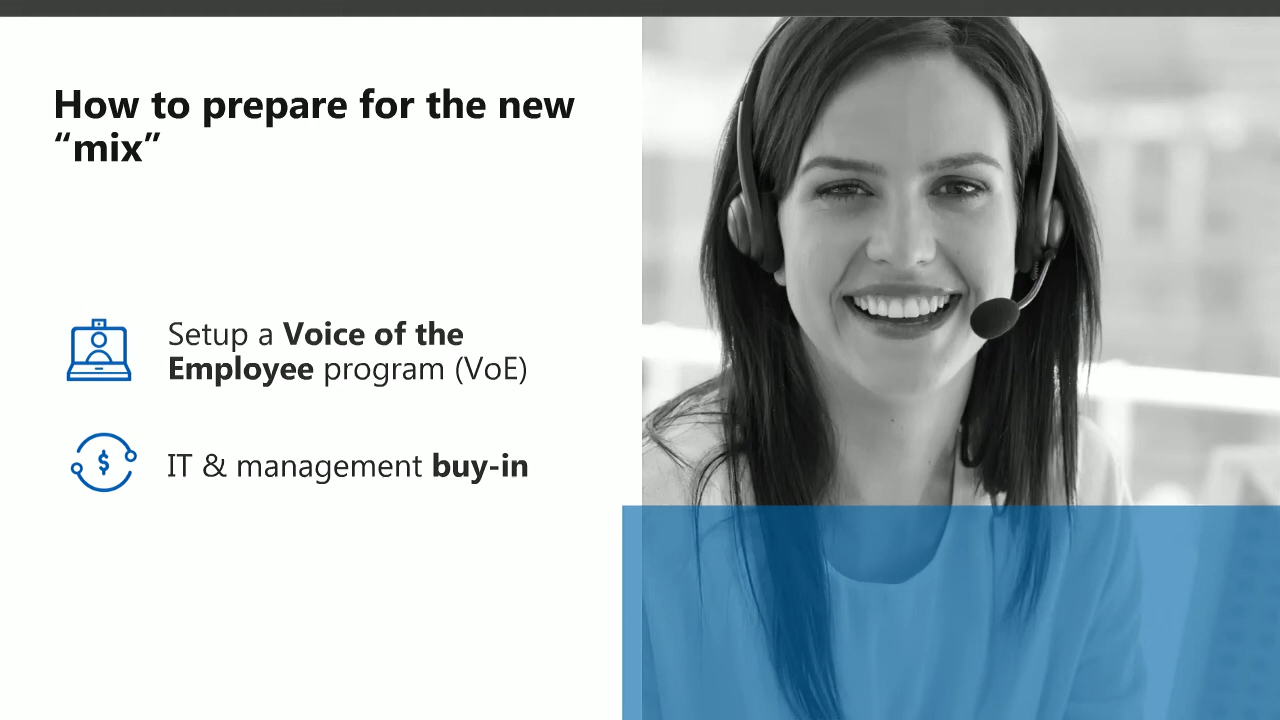 How to prepare for the new
“mix”
Setup a Voice of the
Employee program (VoE)
$
IT & management buy-in